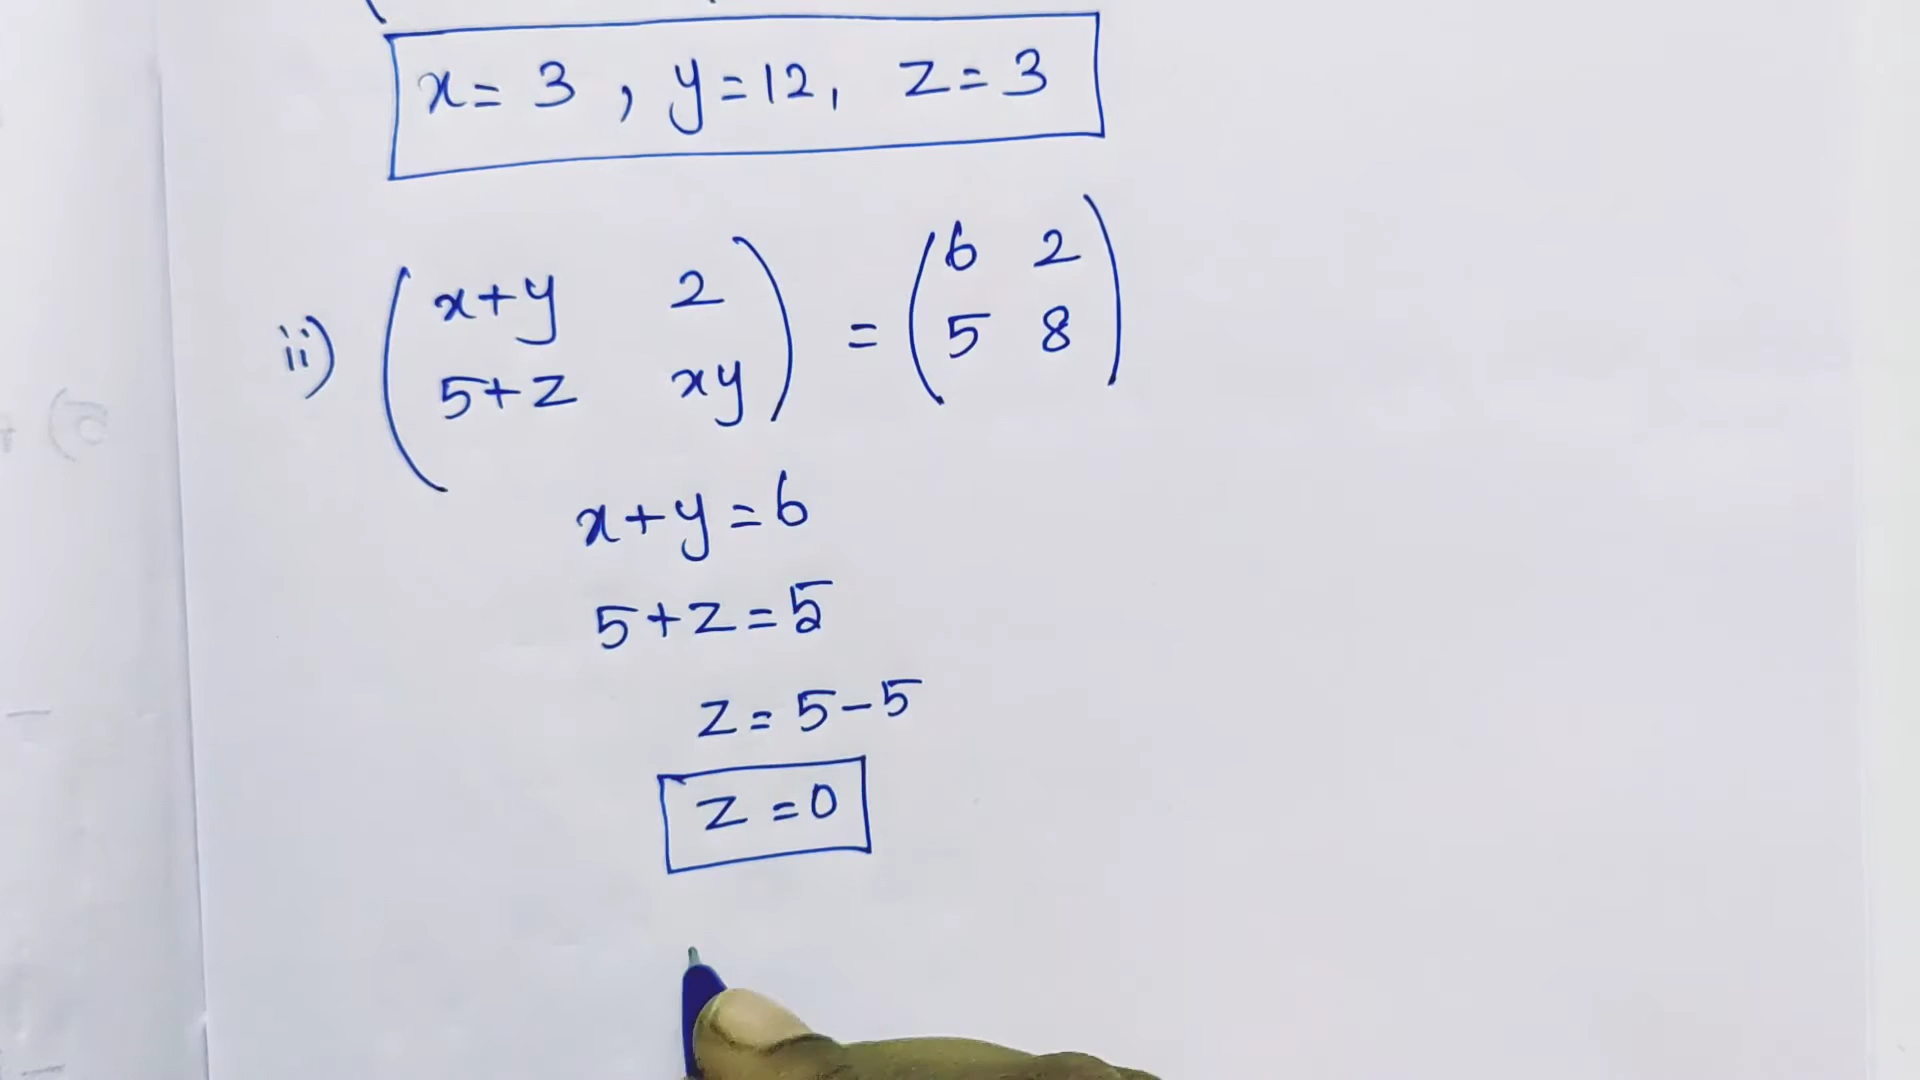 x = 3 , y = 12, z = 3
ii) ( x+y 2 ) = ( 6 2 )
( 5+z xy ) ( 5 8 )
x+y = 6
5+z = 5
z = 5-5
z = 0